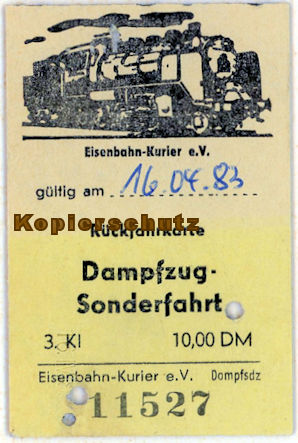 Eisenbahn-Kurier e.V.
gültig am 16.04.83
Kopierschutz
Rückfahrkarte
Dampfzug-
Sonderfahrt
3. Kl 10,00 DM
Eisenbahn-Kurier e.V. Dampfsdz
11527